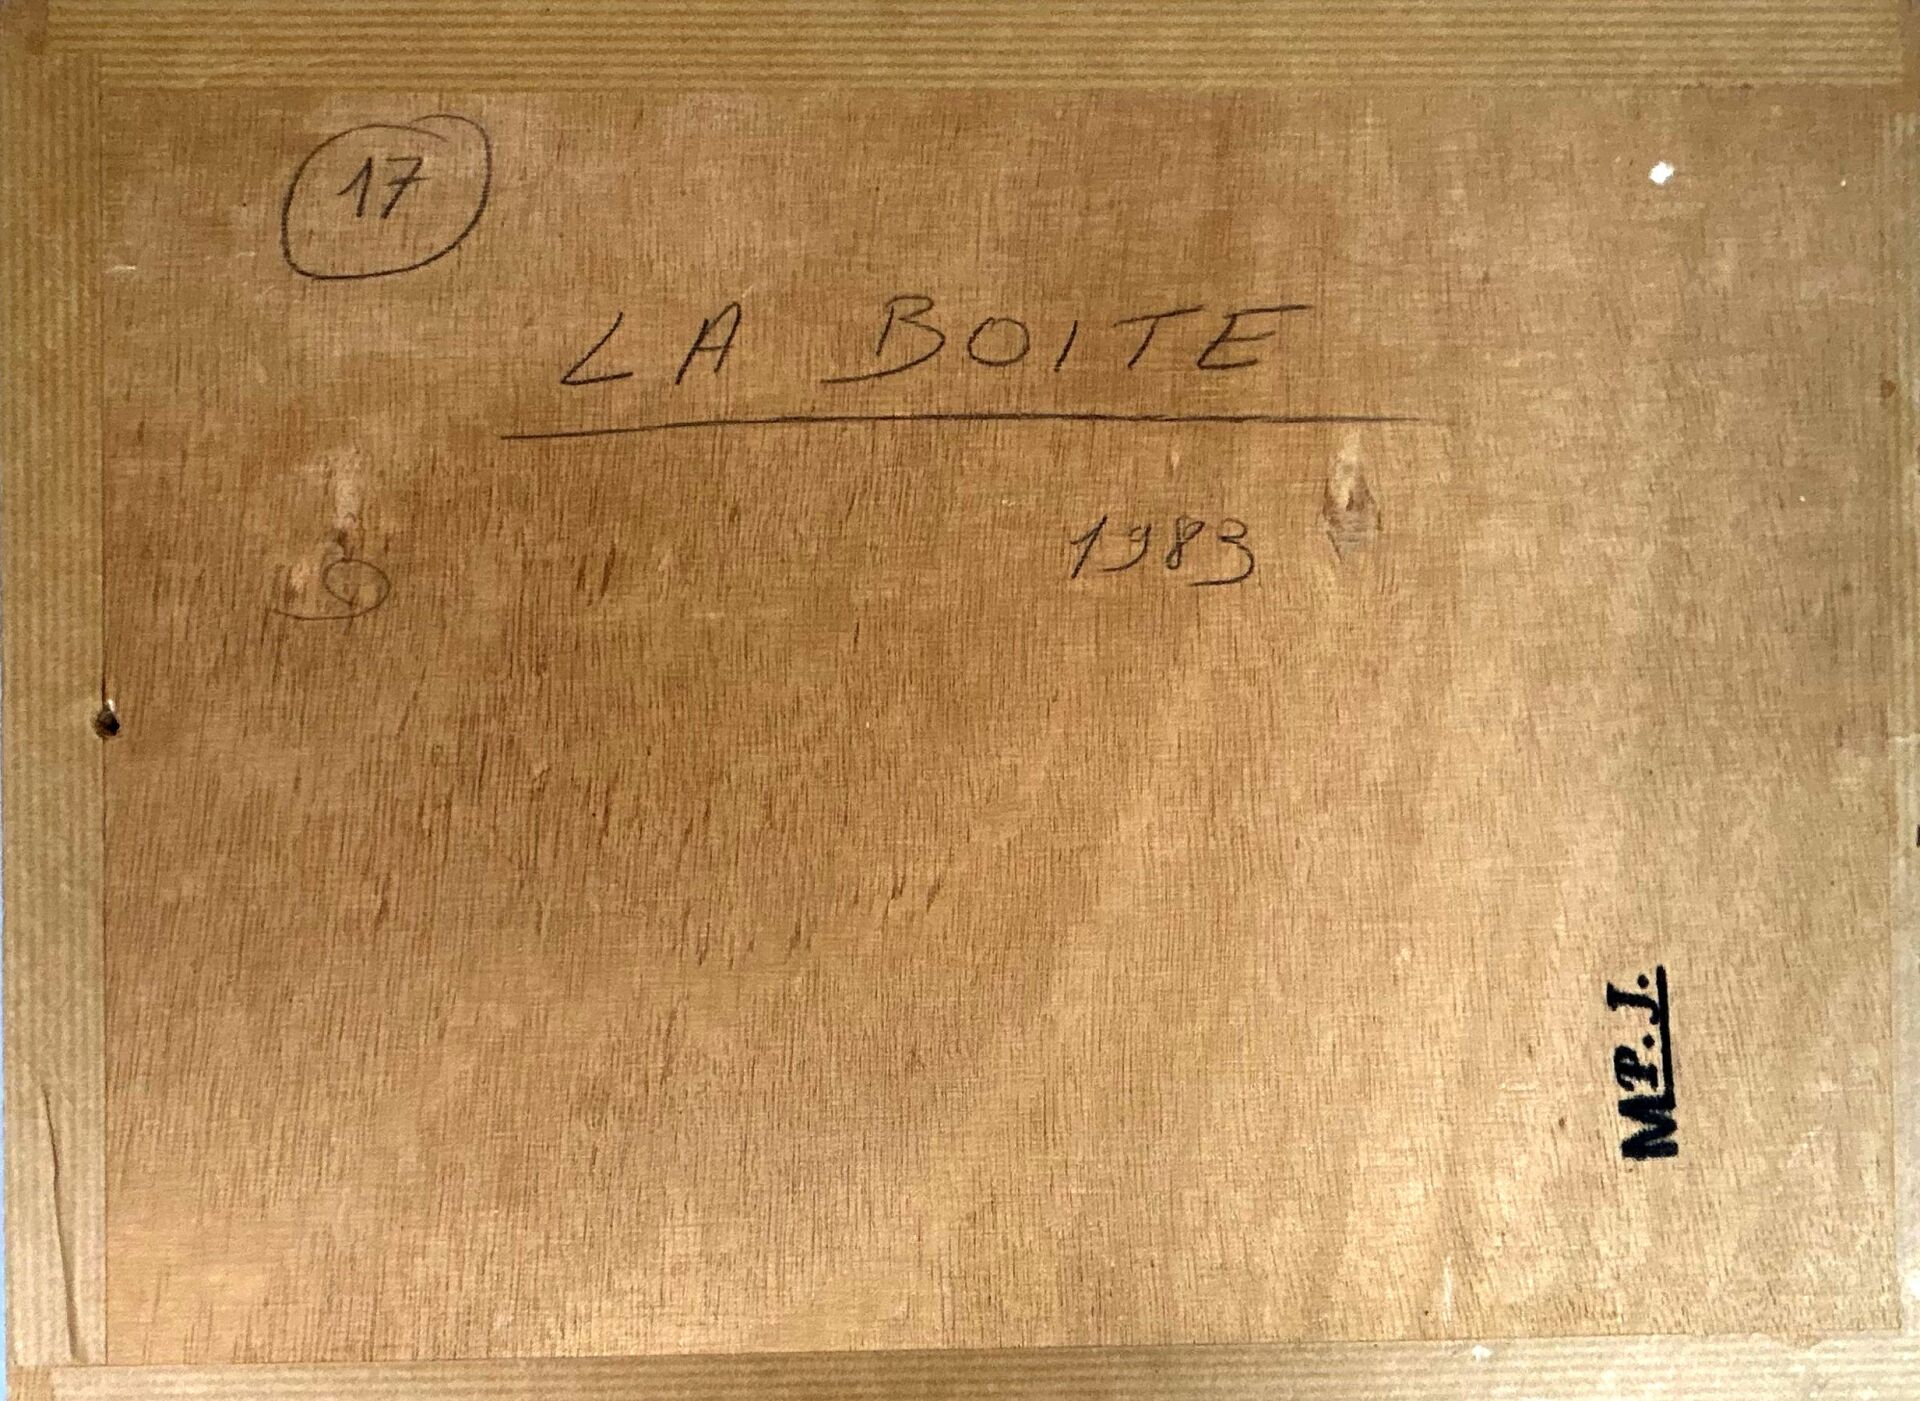 17
LA BOITE
1983
MP.J.